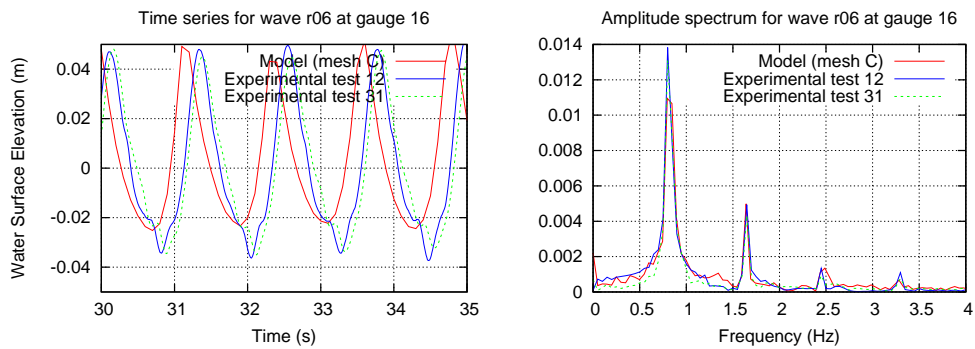 Time series for wave r06 at gauge 16
Water Surface Elevation (m)
0.04
0.02
0
-0.02
-0.04
Model (mesh C)
Experimental test 12
Experimental test 31
30 31 32 33 34 35
Time (s)
Amplitude spectrum for wave r06 at gauge 16
0.014
0.012
0.01
0.008
0.006
0.004
0.002
0
Model (mesh C)
Experimental test 12
Experimental test 31
0 0.5 1 1.5 2 2.5 3 3.5 4
Frequency (Hz)